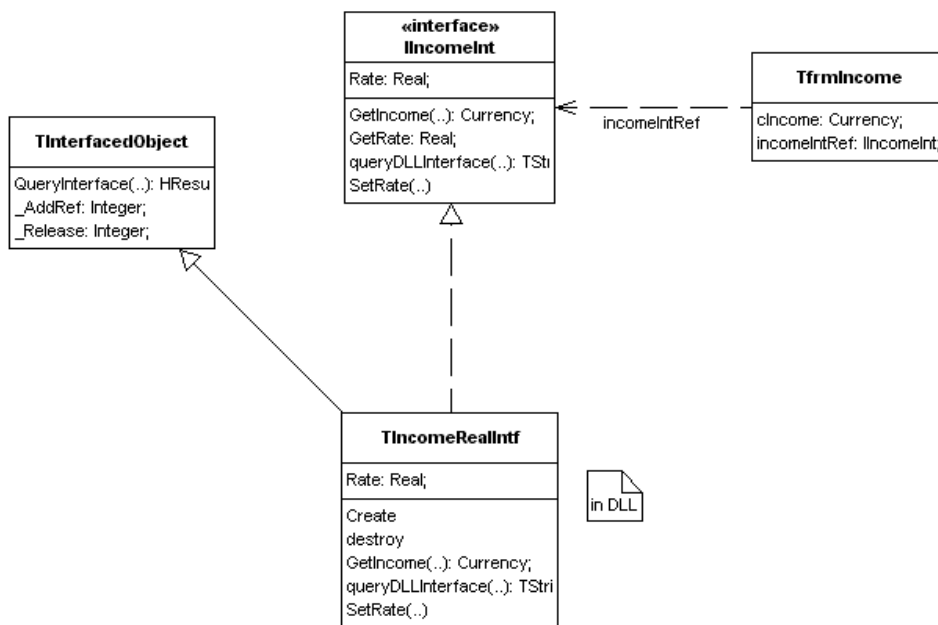 «interface»
IIncomeInt
Rate: Real;
GetIncome(..): Currency;
GetRate: Real;
queryDLLInterface(..): TStri
SetRate(..)
TfrmIncome
cIncome: Currency;
incomeIntRef: IIncomeInt;
incomeIntRef
TInterfacedObject
QueryInterface(..): HResu
_AddRef: Integer;
_Release: Integer;
TIncomeRealIntf
Rate: Real;
Create
destroy
GetIncome(..): Currency;
queryDLLInterface(..): TStri
SetRate(..)
in DLL